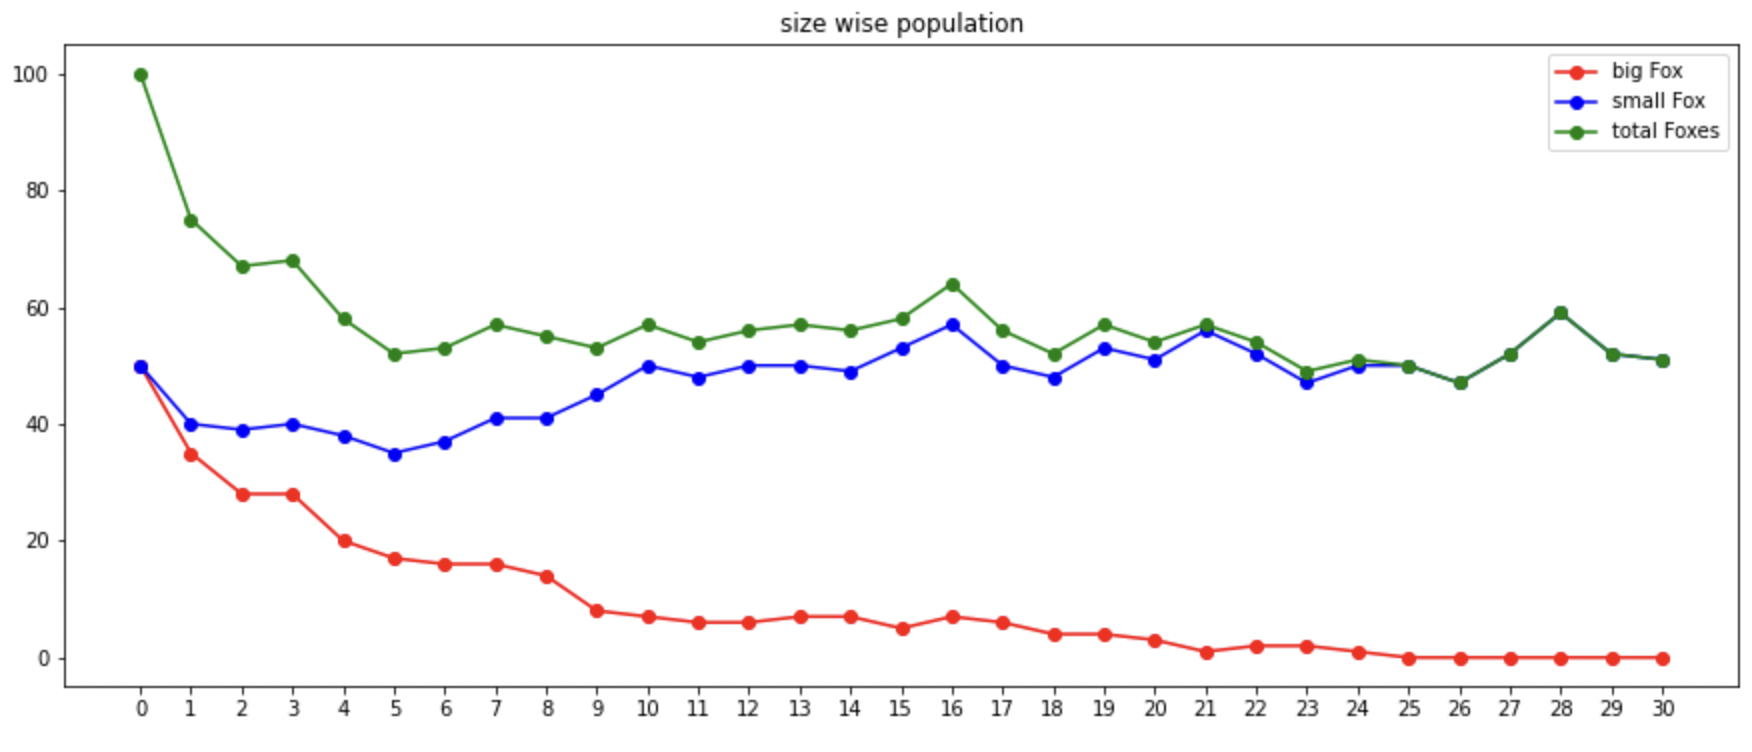 size wise population
big Fox
small Fox
total Foxes
100
80
60
40
20
0
0 1 2 3 4 5 6 7 8 9 10 11 12 13 14 15 16 17 18 19 20 21 22 23 24 25 26 27 28 29 30